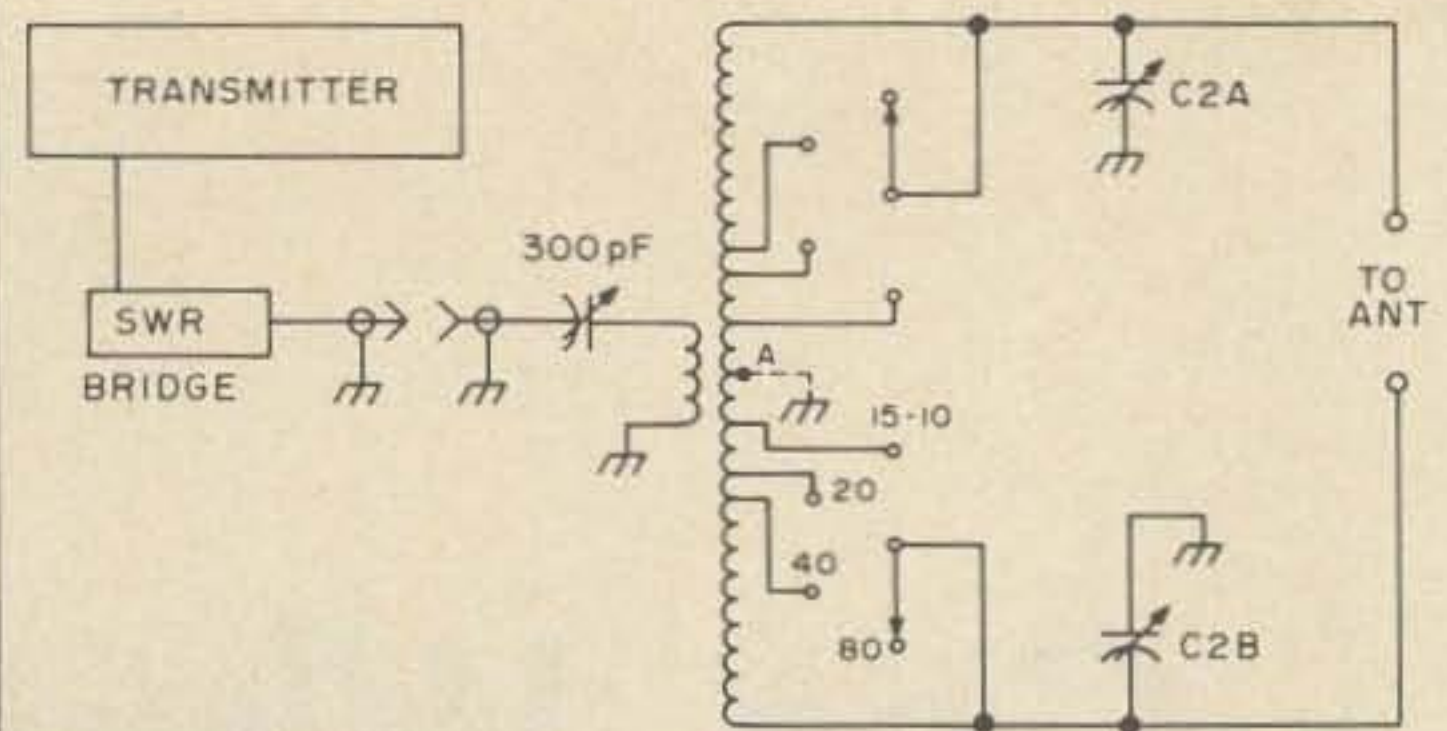 TRANSMITTER
C2A
300pF
SWR
BRIDGE
TO
ANT
A
15-10
20
40
80
C2B